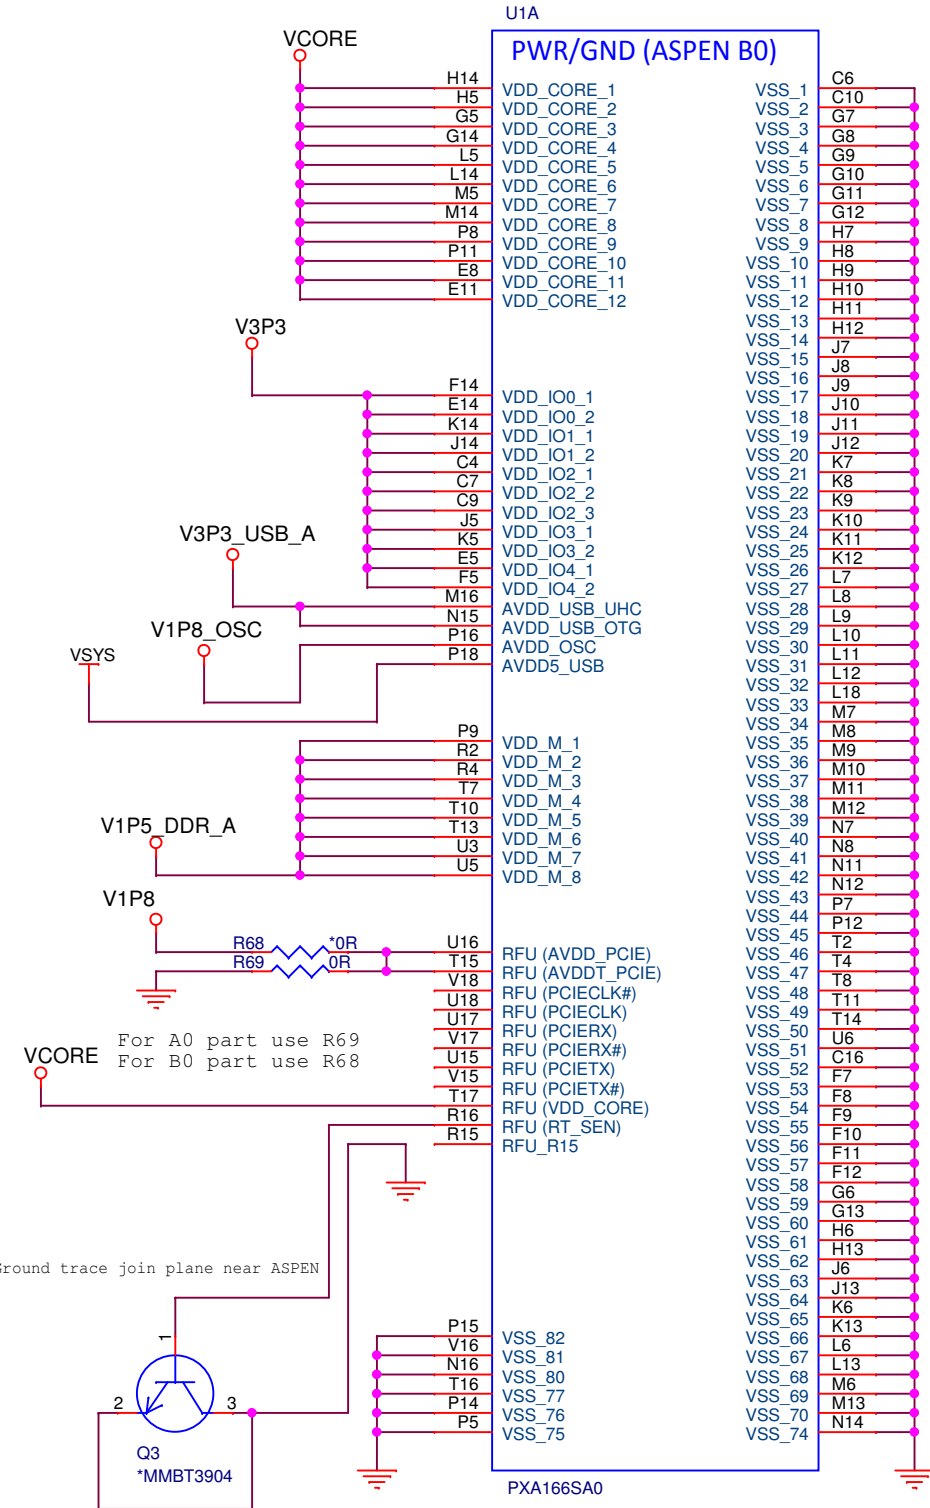 U1A
PWR/GND (ASPEN B0)
VCORE
H14 VDD_CORE_1
H5 VDD_CORE_2
G5 VDD_CORE_3
G14 VDD_CORE_4
L5 VDD_CORE_5
L14 VDD_CORE_6
M5 VDD_CORE_7
M14 VDD_CORE_8
P8 VDD_CORE_9
P11 VDD_CORE_10
E8 VDD_CORE_11
E11 VDD_CORE_12
V3P3
F14 VDD_IO0_1
E14 VDD_IO0_2
K14 VDD_IO1_1
J14 VDD_IO1_2
C4 VDD_IO2_1
C7 VDD_IO2_2
C9 VDD_IO2_3
J5 VDD_IO3_1
K5 VDD_IO3_2
E5 VDD_IO4_1
F5 VDD_IO4_2
V3P3_USB_A
M16 AVDD_USB_UHC
N15 AVDD_USB_OTG
V1P8_OSC
P16 AVDD_OSC
VSYS
P18 AVDD5_USB
P9 VDD_M_1
R2 VDD_M_2
R4 VDD_M_3
T7 VDD_M_4
T10 VDD_M_5
T13 VDD_M_6
U3 VDD_M_7
U5 VDD_M_8
V1P5_DDR_A
V1P8
R68 *0R
R69 0R
U16 RFU (AVDD_PCIE)
T15 RFU (AVDDT_PCIE)
V18 RFU (PCIECLK#)
U18 RFU (PCIECLK)
U17 RFU (PCIERX)
V17 RFU (PCIERX#)
U15 RFU (PCIETX)
V15 RFU (PCIETX#)
T17 RFU (VDD_CORE)
R16 RFU (RT_SEN)
R15 RFU_R15
For A0 part use R69
For B0 part use R68
VCORE
Ground trace join plane near ASPEN
1
2
3
Q3
*MMBT3904
P15 VSS_82
V16 VSS_81
N16 VSS_80
T16 VSS_77
P14 VSS_76
P5 VSS_75
VSS_1 C6
VSS_2 C10
VSS_3 G7
VSS_4 G8
VSS_5 G9
VSS_6 G10
VSS_7 G11
VSS_8 G12
VSS_9 H7
VSS_10 H8
VSS_11 H9
VSS_12 H10
VSS_13 H11
VSS_14 H12
VSS_15 J7
VSS_16 J8
VSS_17 J9
VSS_18 J10
VSS_19 J11
VSS_20 J12
VSS_21 K7
VSS_22 K8
VSS_23 K9
VSS_24 K10
VSS_25 K11
VSS_26 K12
VSS_27 L7
VSS_28 L8
VSS_29 L9
VSS_30 L10
VSS_31 L11
VSS_32 L12
VSS_33 L18
VSS_34 M7
VSS_35 M8
VSS_36 M9
VSS_37 M10
VSS_38 M11
VSS_39 M12
VSS_40 N7
VSS_41 N8
VSS_42 N11
VSS_43 N12
VSS_44 P7
VSS_45 P12
VSS_46 T2
VSS_47 T4
VSS_48 T8
VSS_49 T11
VSS_50 T14
VSS_51 U6
VSS_52 C16
VSS_53 F7
VSS_54 F8
VSS_55 F9
VSS_56 F10
VSS_57 F11
VSS_58 F12
VSS_59 G6
VSS_60 G13
VSS_61 H6
VSS_62 H13
VSS_63 J6
VSS_64 J13
VSS_65 K6
VSS_66 K13
VSS_67 L6
VSS_68 L13
VSS_69 M6
VSS_70 M13
VSS_74 N14
PXA166SA0